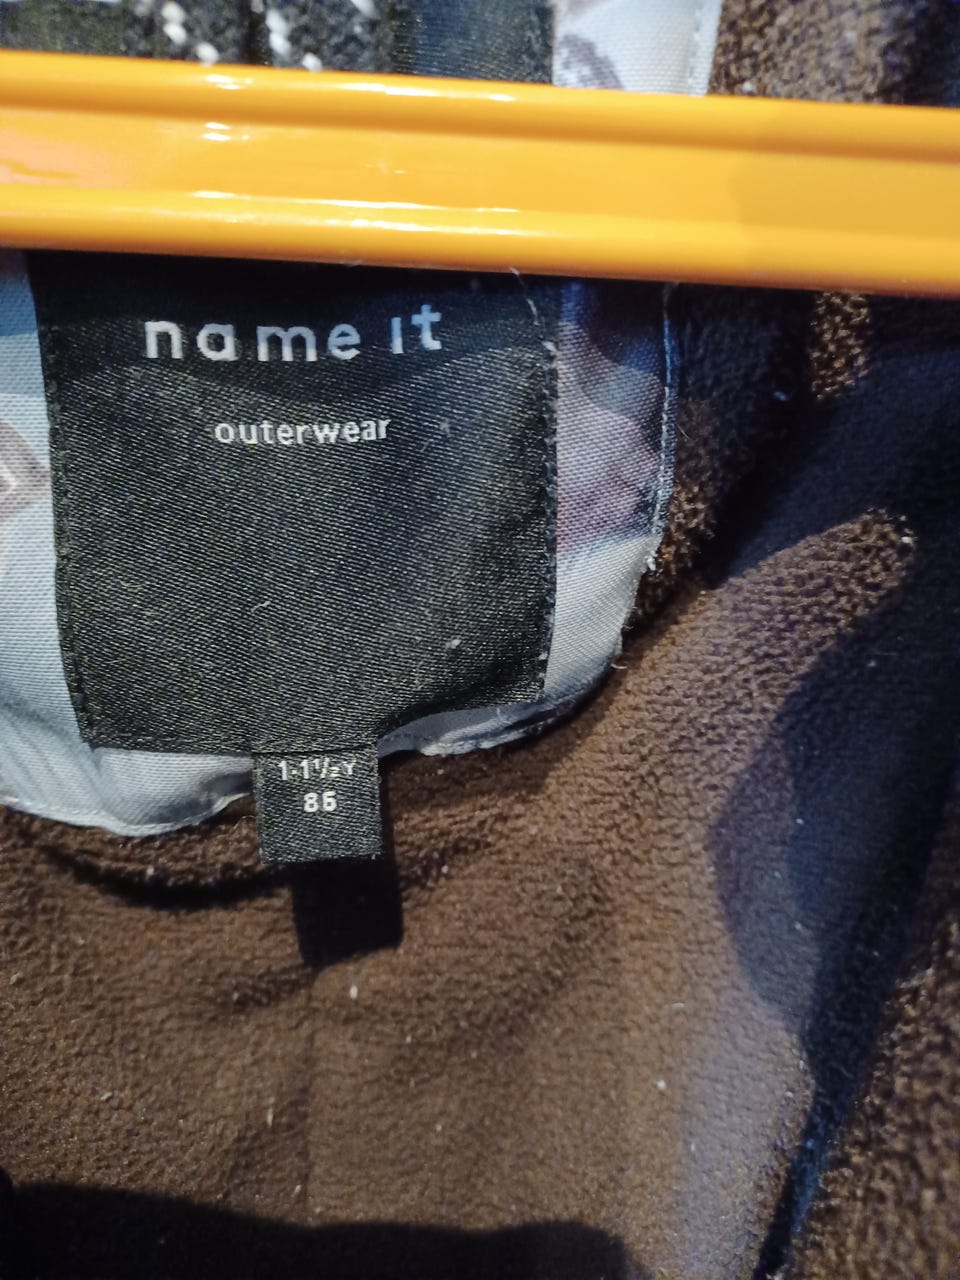 name it
outerwear
1-1½Y
86